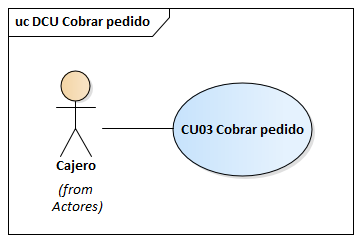 uc DCU Cobrar pedido
CU03 Cobrar pedido
Cajero
(from
Actores)